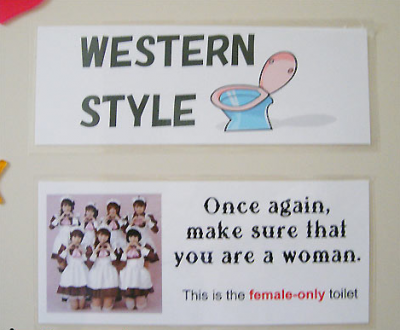 WESTERN
STYLE
Once again,
make sure that
you are a woman.
This is the female-only toilet